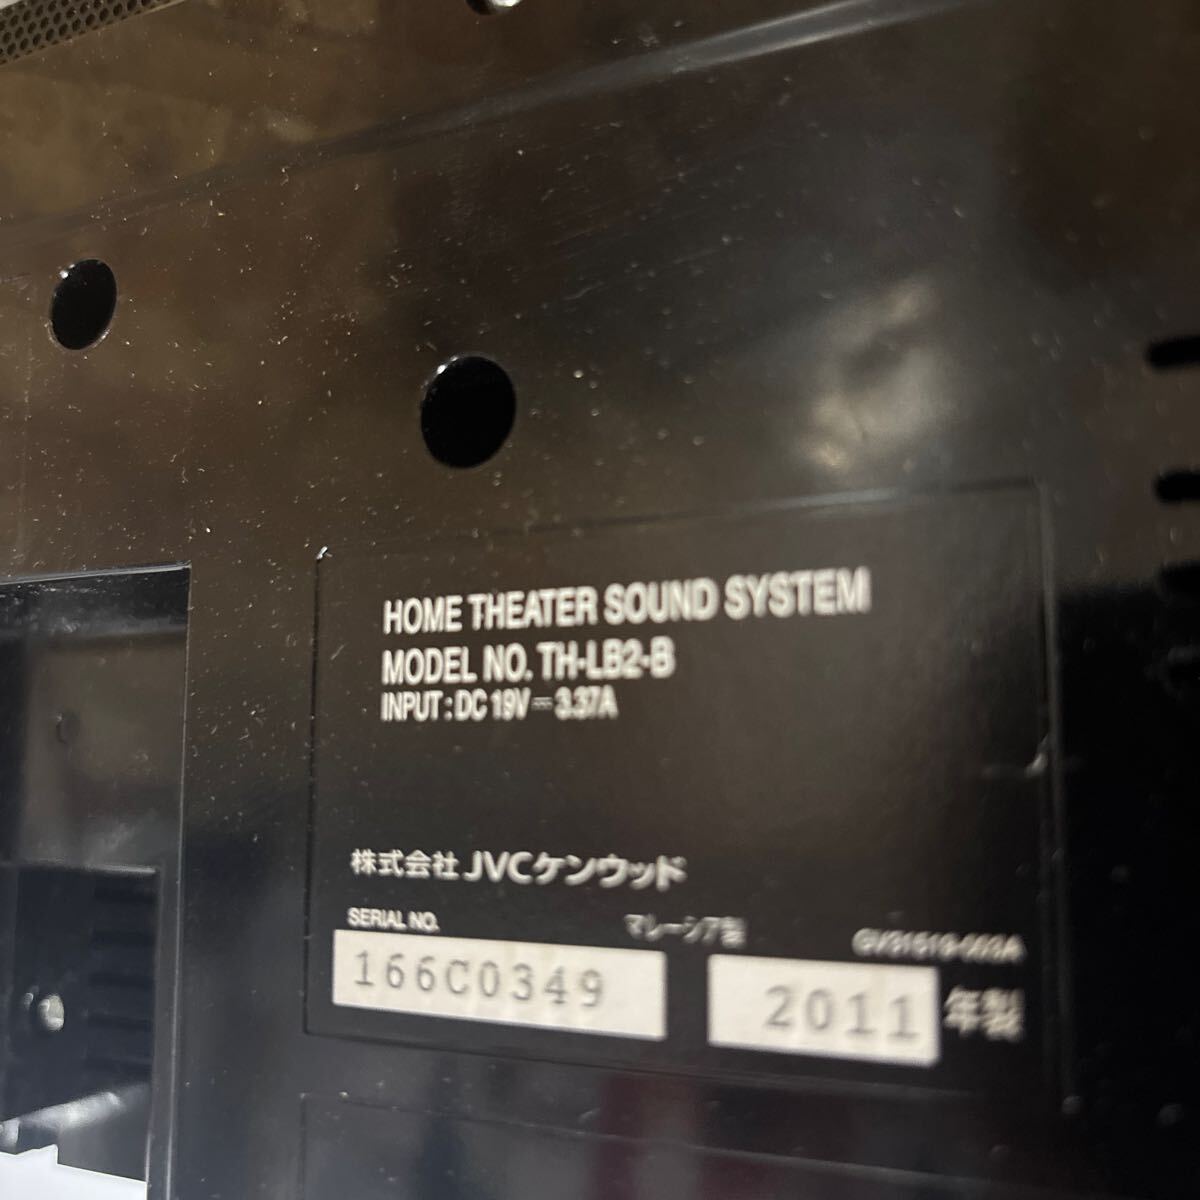 HOME THEATER SOUND SYSTEM
MODEL NO. TH-LB2-B
INPUT : DC 19V ⎓ 3.37A
株式会社 JVCケンウッド
SERIAL NO. マレーシア製
166C0349 2011 年製